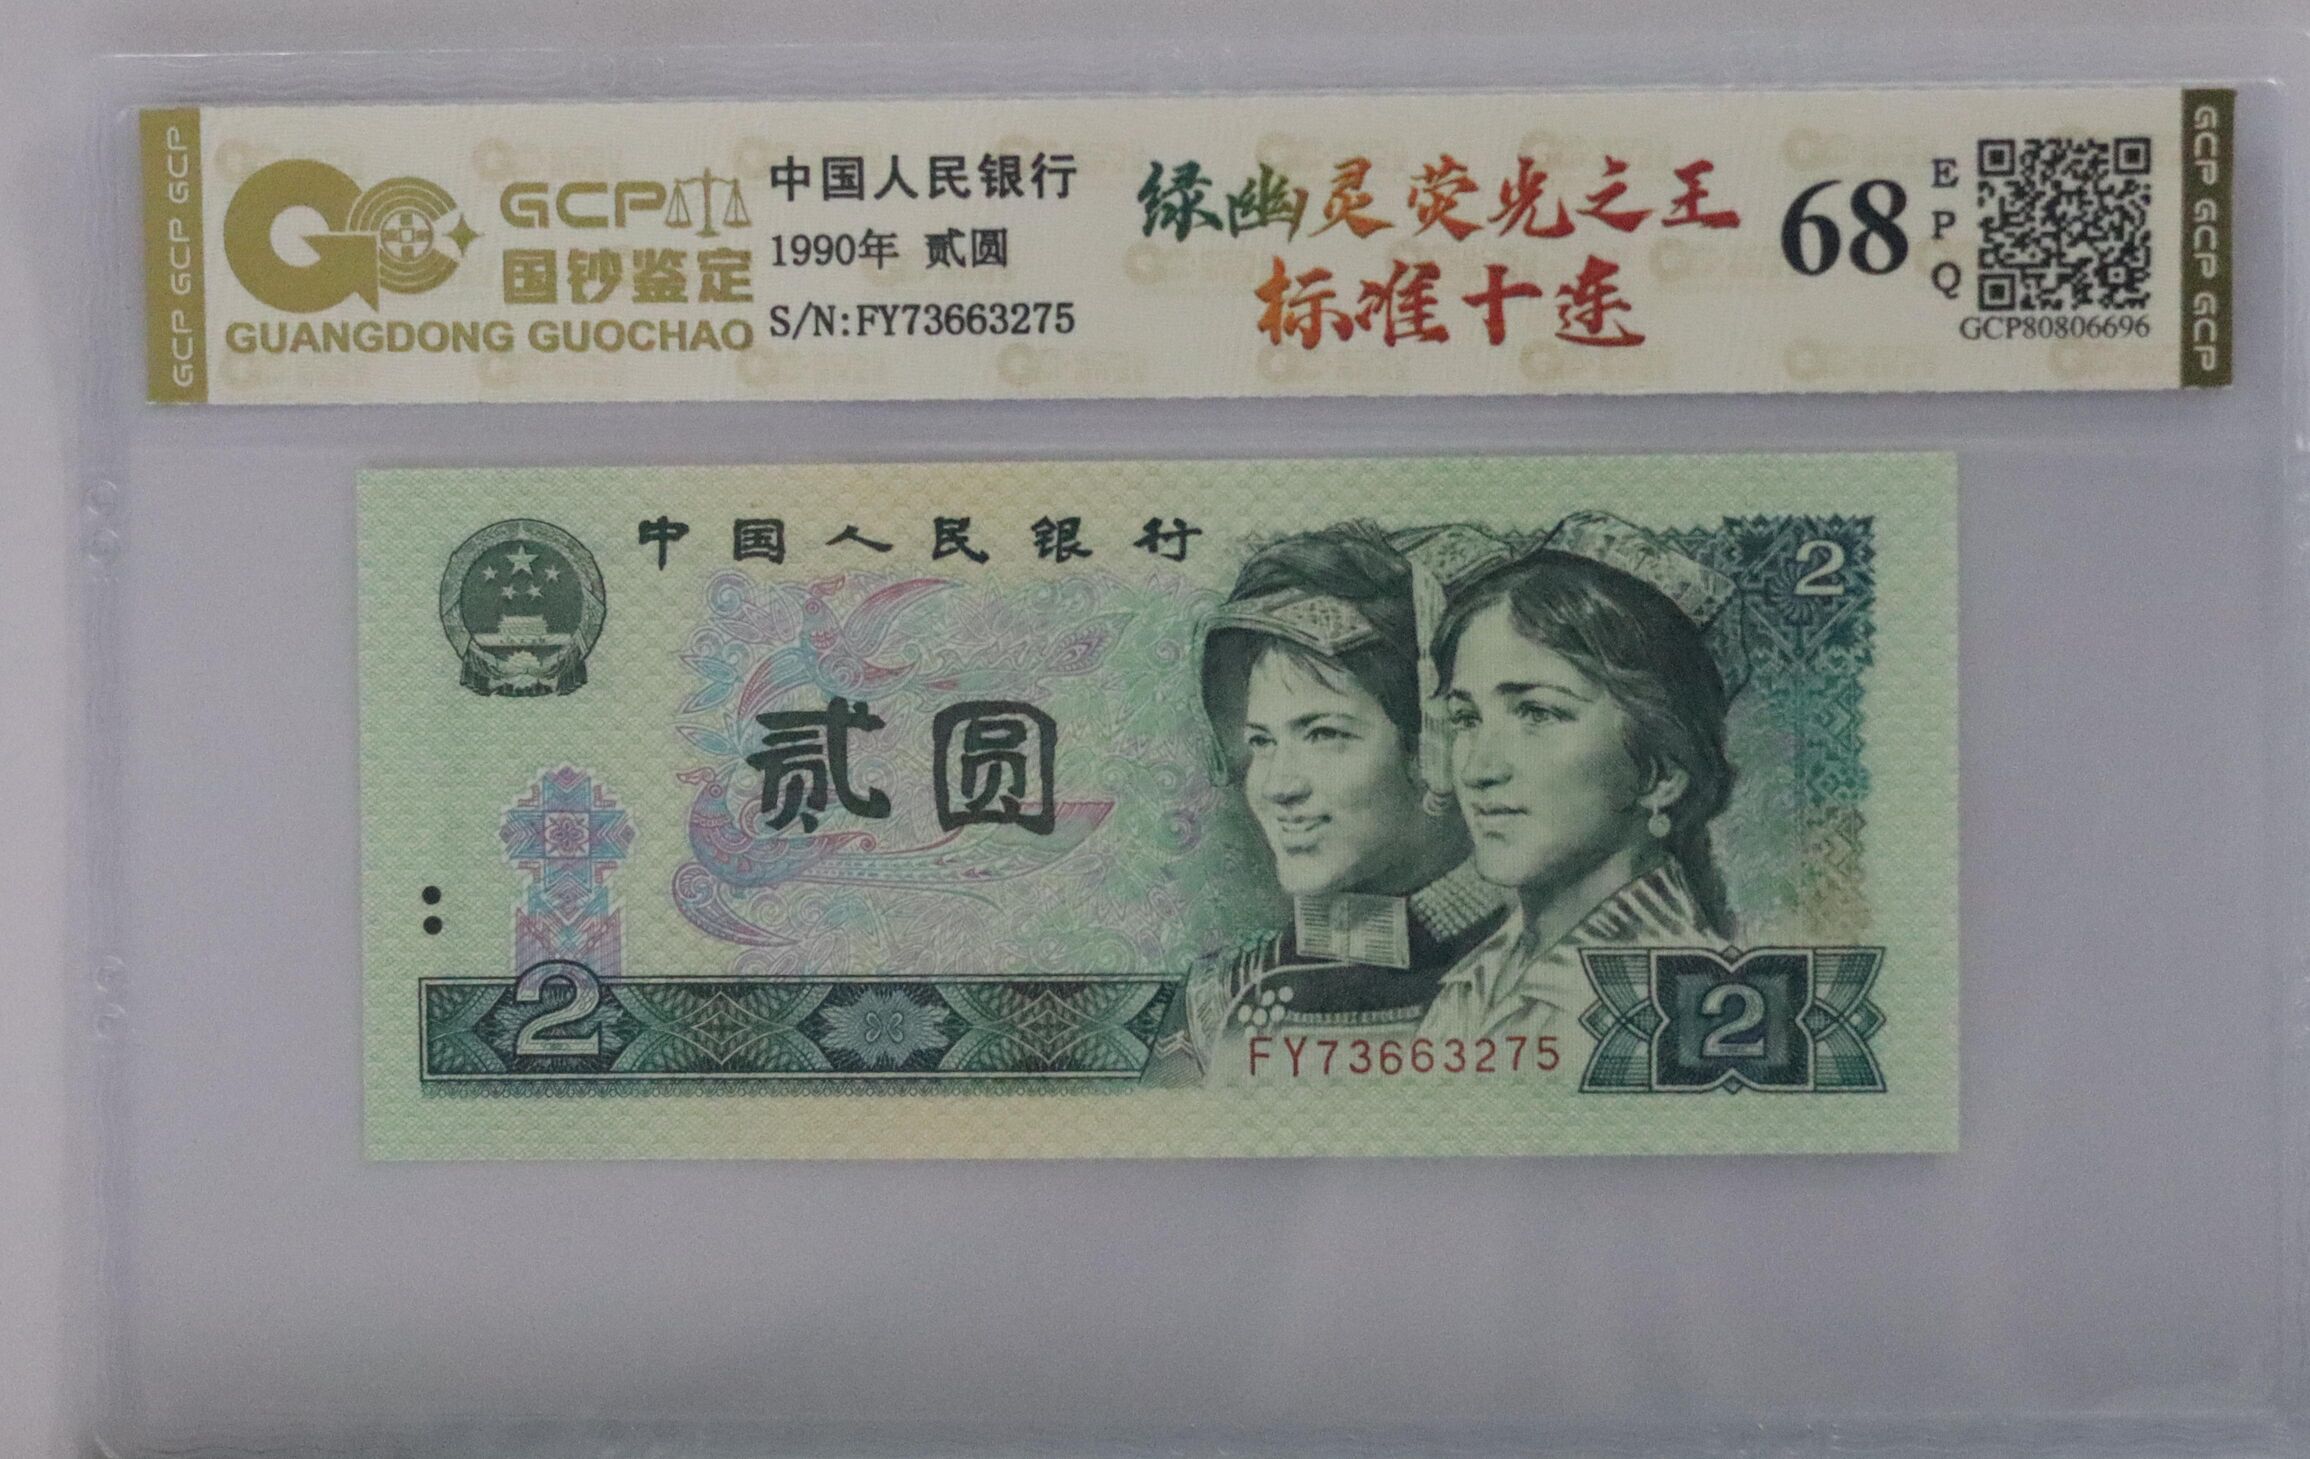 GCP GCP GCP
GCP
国钞鉴定
GUANGDONG GUOCHAO
中国人民银行
1990年 贰圆
S/N:FY73663275
绿幽灵荧光之王
标准十连
68
EPQ
GCP80806696
GCP GCP GCP
中国人民银行
2
贰圆
2
FY73663275
2